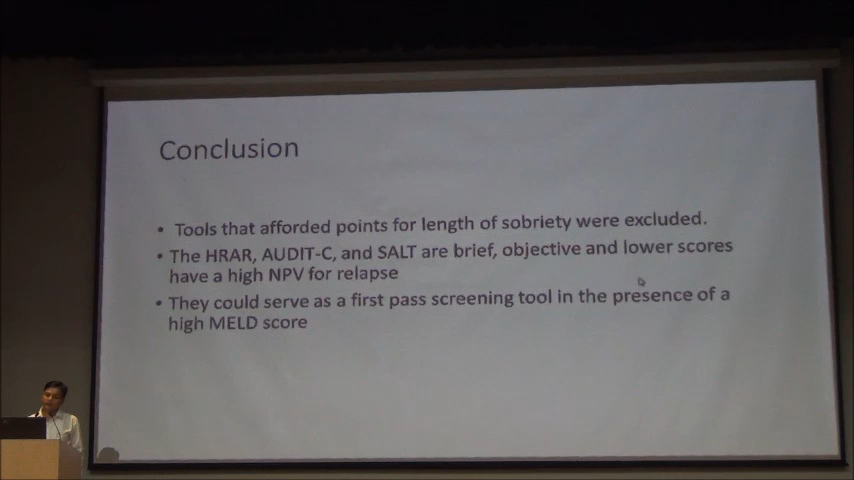 Conclusion
• Tools that afforded points for length of sobriety were excluded.
• The HRAR, AUDIT-C, and SALT are brief, objective and lower scores
have a high NPV for relapse
• They could serve as a first pass screening tool in the presence of a
high MELD score